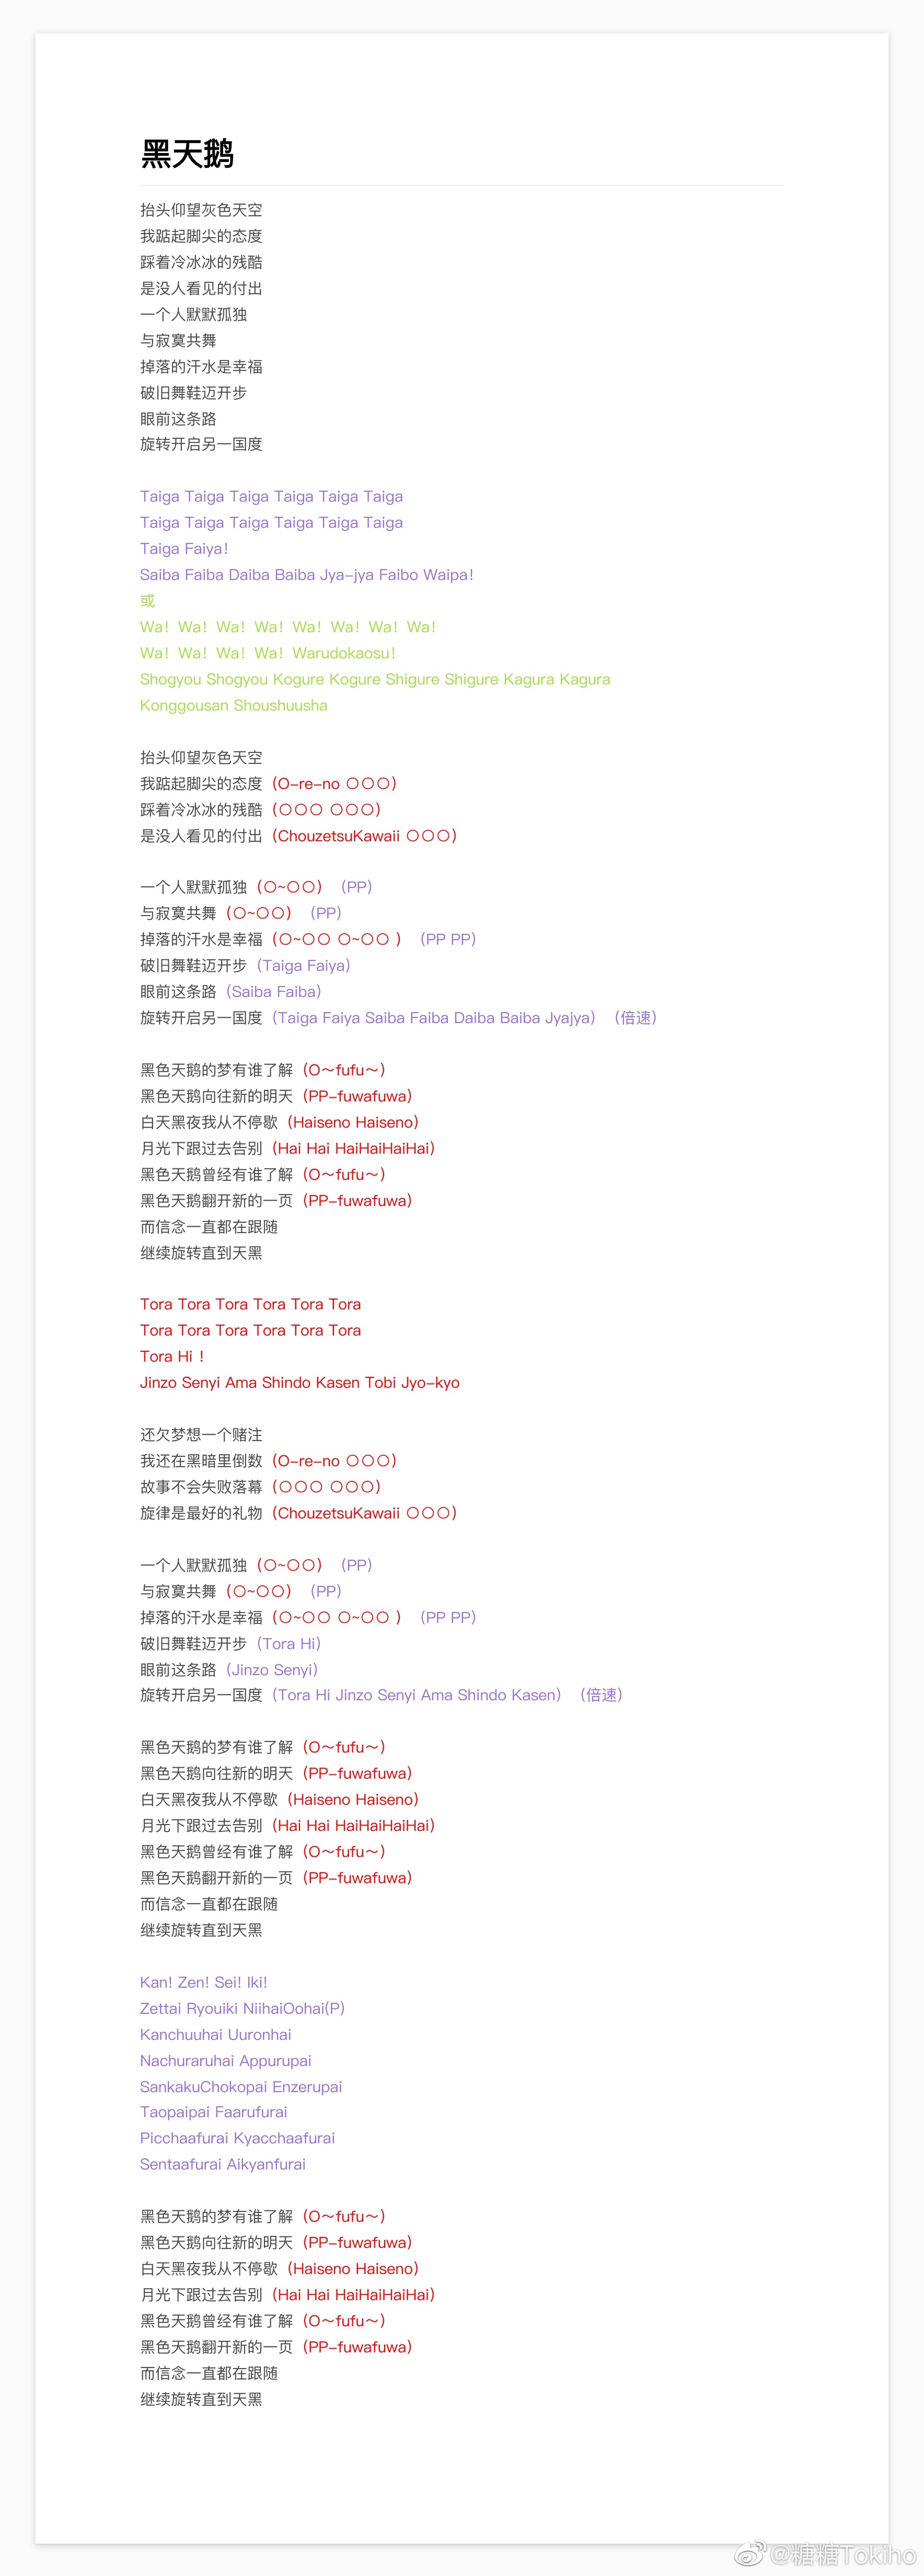 黑天鹅
抬头仰望灰色天空
我踮起脚尖的态度
踩着冷冰冰的残酷
是没人看见的付出
一个人默默孤独
与寂寞共舞
掉落的汗水是幸福
破旧舞鞋迈开步
眼前这条路
旋转开启另一国度
Taiga Taiga Taiga Taiga Taiga Taiga
Taiga Taiga Taiga Taiga Taiga Taiga
Taiga Faiya！
Saiba Faiba Daiba Baiba Jya-jya Faibo Waipa！
或
Wa！Wa！Wa！Wa！Wa！Wa！Wa！Wa！
Wa！Wa！Wa！Wa！Warudokaosu！
Shogyou Shogyou Kogure Kogure Shigure Shigure Kagura Kagura
Konggousan Shoushuusha
抬头仰望灰色天空
我踮起脚尖的态度（O-re-no 〇〇〇）
踩着冷冰冰的残酷（〇〇〇 〇〇〇）
是没人看见的付出（ChouzetsuKawaii 〇〇〇）
一个人默默孤独（〇~〇〇）（PP）
与寂寞共舞（〇~〇〇）（PP）
掉落的汗水是幸福（〇~〇〇 〇~〇〇 ）（PP PP）
破旧舞鞋迈开步（Taiga Faiya）
眼前这条路（Saiba Faiba）
旋转开启另一国度（Taiga Faiya Saiba Faiba Daiba Baiba Jyajya）（倍速）
黑色天鹅的梦有谁了解（O～fufu～）
黑色天鹅向往新的明天（PP-fuwafuwa）
白天黑夜我从不停歇（Haiseno Haiseno）
月光下跟过去告别（Hai Hai HaiHaiHaiHai）
黑色天鹅曾经有谁了解（O～fufu～）
黑色天鹅翻开新的一页（PP-fuwafuwa）
而信念一直都在跟随
继续旋转直到天黑
Tora Tora Tora Tora Tora Tora
Tora Tora Tora Tora Tora Tora
Tora Hi ！
Jinzo Senyi Ama Shindo Kasen Tobi Jyo-kyo
还欠梦想一个赌注
我还在黑暗里倒数（O-re-no 〇〇〇）
故事不会失败落幕（〇〇〇 〇〇〇）
旋律是最好的礼物（ChouzetsuKawaii 〇〇〇）
一个人默默孤独（〇~〇〇）（PP）
与寂寞共舞（〇~〇〇）（PP）
掉落的汗水是幸福（〇~〇〇 〇~〇〇 ）（PP PP）
破旧舞鞋迈开步（Tora Hi）
眼前这条路（Jinzo Senyi）
旋转开启另一国度（Tora Hi Jinzo Senyi Ama Shindo Kasen）（倍速）
黑色天鹅的梦有谁了解（O～fufu～）
黑色天鹅向往新的明天（PP-fuwafuwa）
白天黑夜我从不停歇（Haiseno Haiseno）
月光下跟过去告别（Hai Hai HaiHaiHaiHai）
黑色天鹅曾经有谁了解（O～fufu～）
黑色天鹅翻开新的一页（PP-fuwafuwa）
而信念一直都在跟随
继续旋转直到天黑
Kan! Zen! Sei! Iki!
Zettai Ryouiki NiihaiOohai(P)
Kanchuuhai Uuronhai
Nachuraruhai Appurupai
SankakuChokopai Enzerupai
Taopaipai Faarufurai
Picchaafurai Kyacchaafurai
Sentaafurai Aikyanfurai
黑色天鹅的梦有谁了解（O～fufu～）
黑色天鹅向往新的明天（PP-fuwafuwa）
白天黑夜我从不停歇（Haiseno Haiseno）
月光下跟过去告别（Hai Hai HaiHaiHaiHai）
黑色天鹅曾经有谁了解（O～fufu～）
黑色天鹅翻开新的一页（PP-fuwafuwa）
而信念一直都在跟随
继续旋转直到天黑
@糖糖Tokiho